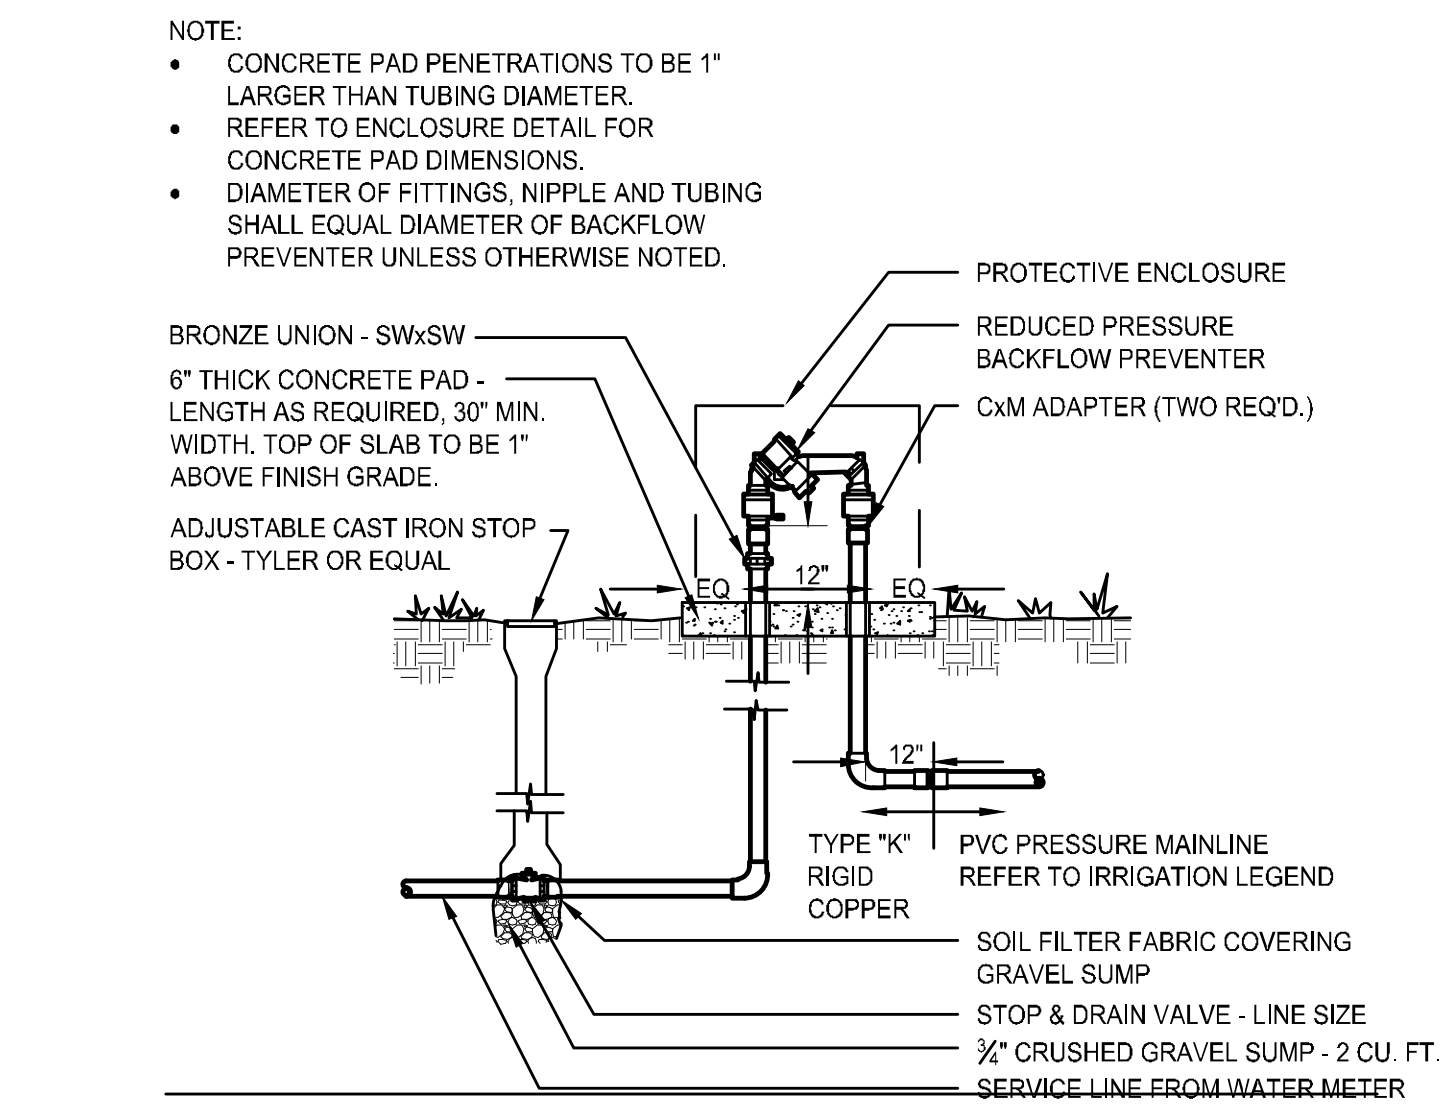 NOTE:
• CONCRETE PAD PENETRATIONS TO BE 1"
LARGER THAN TUBING DIAMETER.
• REFER TO ENCLOSURE DETAIL FOR
CONCRETE PAD DIMENSIONS.
• DIAMETER OF FITTINGS, NIPPLE AND TUBING
SHALL EQUAL DIAMETER OF BACKFLOW
PREVENTER UNLESS OTHERWISE NOTED.
BRONZE UNION - SWxSW
6" THICK CONCRETE PAD -
LENGTH AS REQUIRED, 30" MIN.
WIDTH. TOP OF SLAB TO BE 1"
ABOVE FINISH GRADE.
ADJUSTABLE CAST IRON STOP
BOX - TYLER OR EQUAL
PROTECTIVE ENCLOSURE
REDUCED PRESSURE
BACKFLOW PREVENTER
CxM ADAPTER (TWO REQ'D.)
EQ 12" EQ
12"
TYPE "K"
RIGID
COPPER
PVC PRESSURE MAINLINE
REFER TO IRRIGATION LEGEND
SOIL FILTER FABRIC COVERING
GRAVEL SUMP
STOP & DRAIN VALVE - LINE SIZE
¾" CRUSHED GRAVEL SUMP - 2 CU. FT.
SERVICE LINE FROM WATER METER